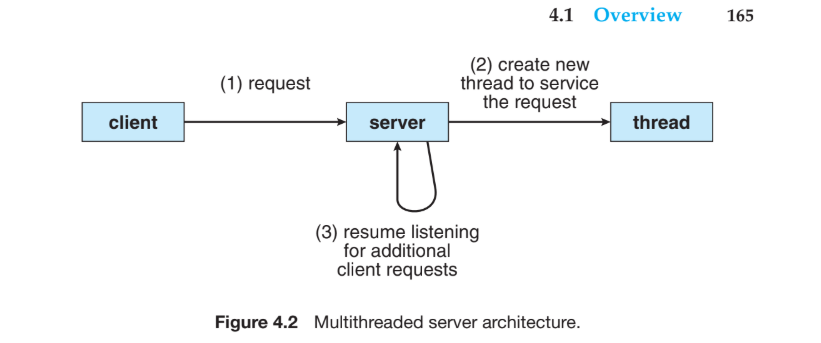 4.1 Overview 165
(1) request
(2) create new
thread to service
the request
client
server
thread
(3) resume listening
for additional
client requests
Figure 4.2 Multithreaded server architecture.